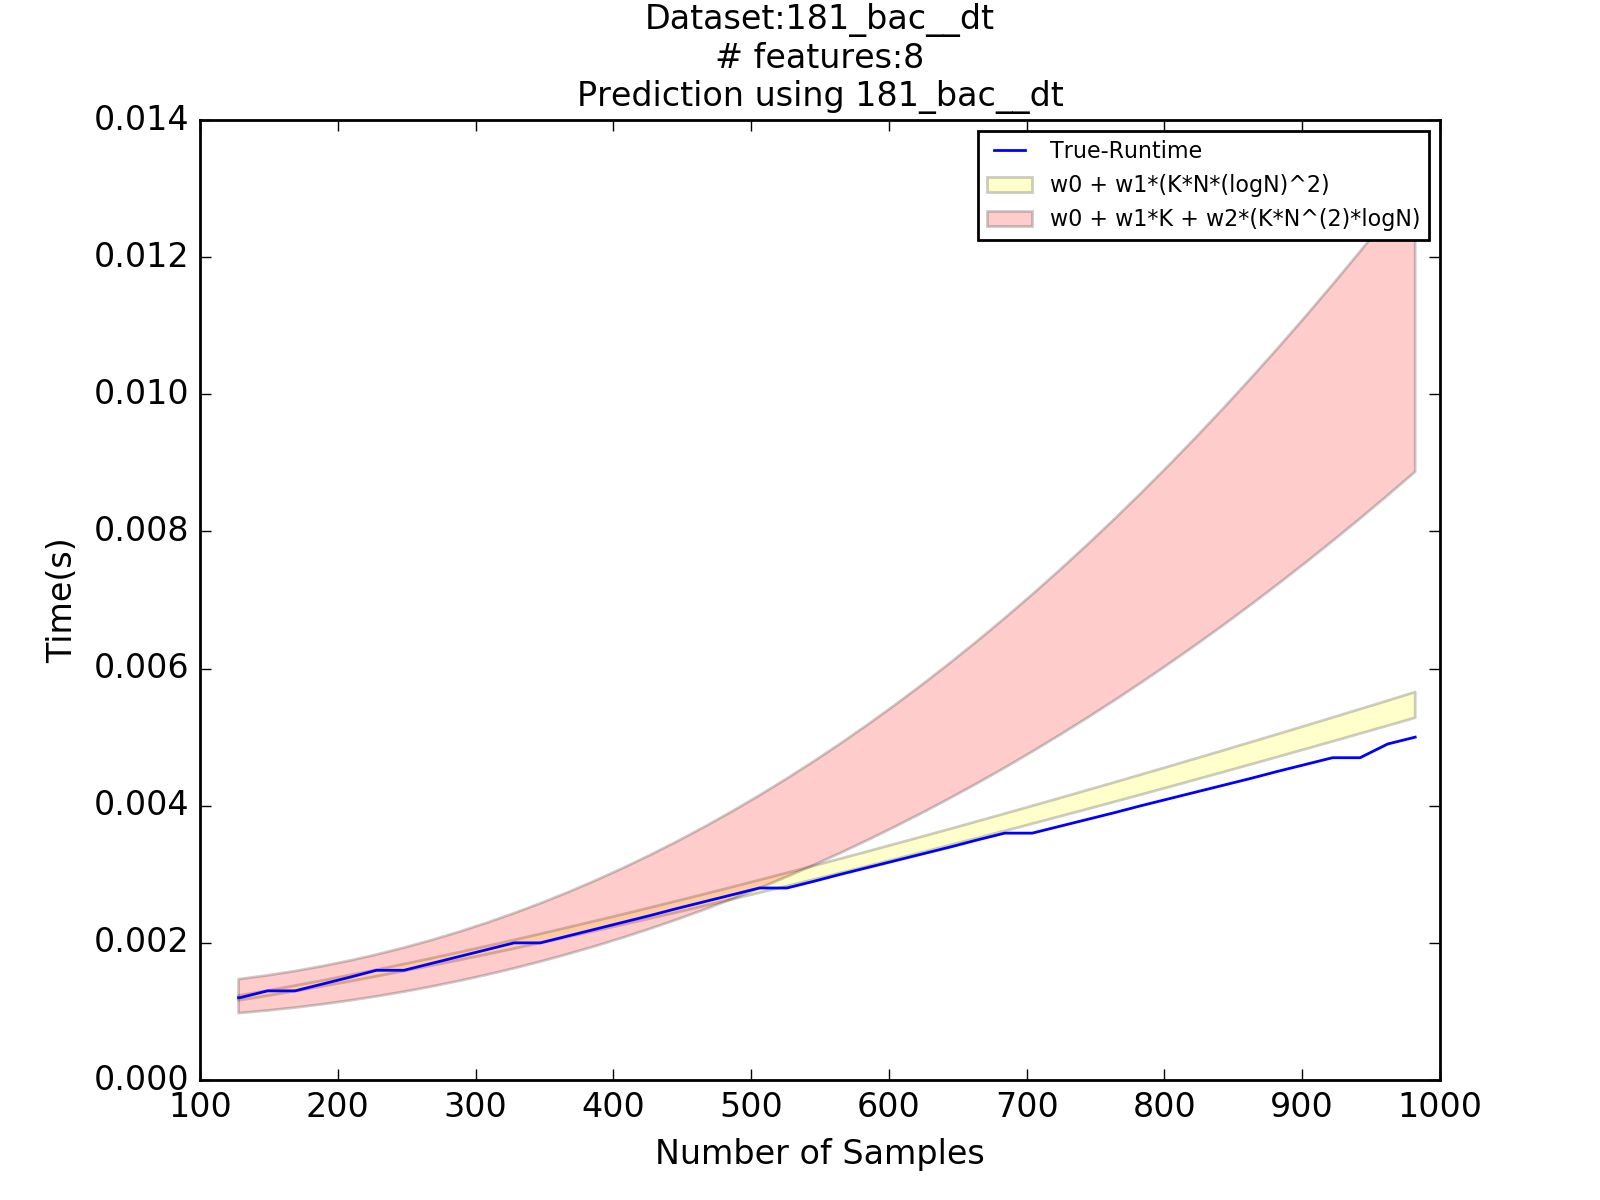 Dataset:181_bac__dt
# features:8
Prediction using 181_bac__dt
True-Runtime
w0 + w1*(K*N*(logN)^2)
w0 + w1*K + w2*(K*N^(2)*logN)
0.014
0.012
0.010
0.008
0.006
0.004
0.002
0.000
Time(s)
100 200 300 400 500 600 700 800 900 1000
Number of Samples